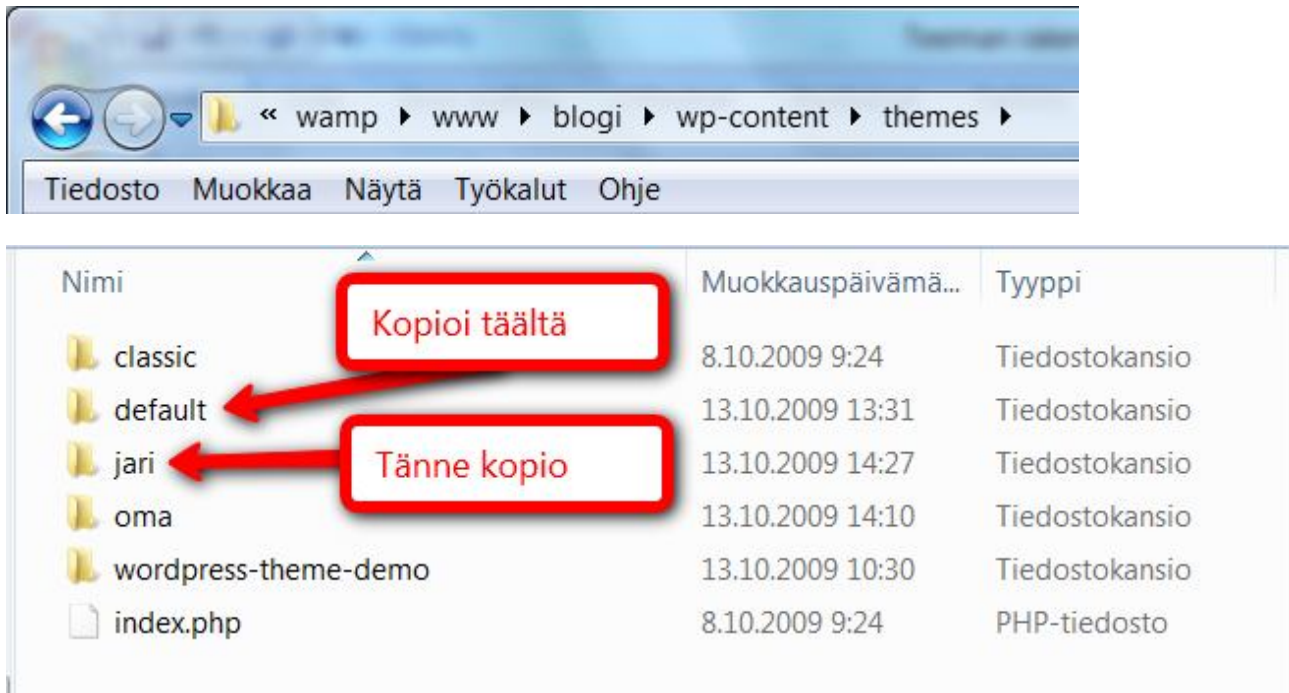 « wamp ▸ www ▸ blogi ▸ wp-content ▸ themes ▸
Tiedosto Muokkaa Näytä Työkalut Ohje
Nimi Muokkauspäivämä... Tyyppi
Kopioi täältä
classic 8.10.2009 9:24 Tiedostokansio
default 13.10.2009 13:31 Tiedostokansio
jari 13.10.2009 14:27 Tiedostokansio
Tänne kopio
oma 13.10.2009 14:10 Tiedostokansio
wordpress-theme-demo 13.10.2009 10:30 Tiedostokansio
index.php 8.10.2009 9:24 PHP-tiedosto